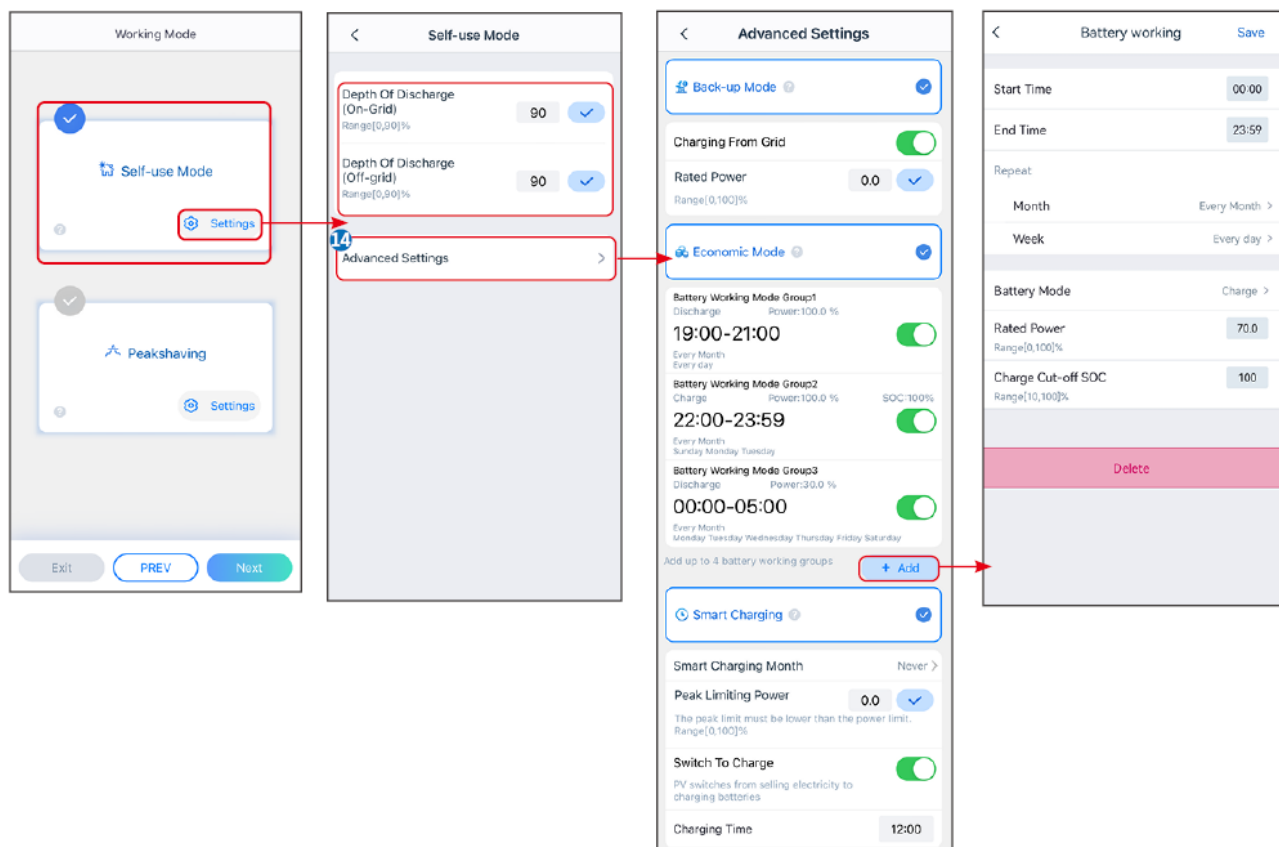 Working Mode
Self-use Mode
Settings
Peakshaving
Settings
Exit
PREV
Next
Self-use Mode
Depth Of Discharge
(On-Grid)
90
Range[0,90]%
Depth Of Discharge
(Off-grid)
90
Range[0,90]%
14
Advanced Settings
Advanced Settings
Back-up Mode
Charging From Grid
Rated Power
0.0
Range[0,100]%
Economic Mode
Battery Working Mode Group1
Discharge Power:100.0 %
19:00-21:00
Every Month
Every day
Battery Working Mode Group2
Charge Power:100.0 % SOC:100%
22:00-23:59
Every Month
Sunday Monday Tuesday
Battery Working Mode Group3
Discharge Power:30.0 %
00:00-05:00
Every Month
Monday Tuesday Wednesday Thursday Friday Saturday
Add up to 4 battery working groups
+ Add
Smart Charging
Smart Charging Month Never
Peak Limiting Power
0.0
The peak limit must be lower than the power limit.
Range[0,100]%
Switch To Charge
PV switches from selling electricity to
charging batteries
Charging Time 12:00
Battery working Save
Start Time 00:00
End Time 23:59
Repeat
Month Every Month
Week Every day
Battery Mode Charge
Rated Power 70.0
Range[0,100]%
Charge Cut-off SOC 100
Range[10,100]%
Delete